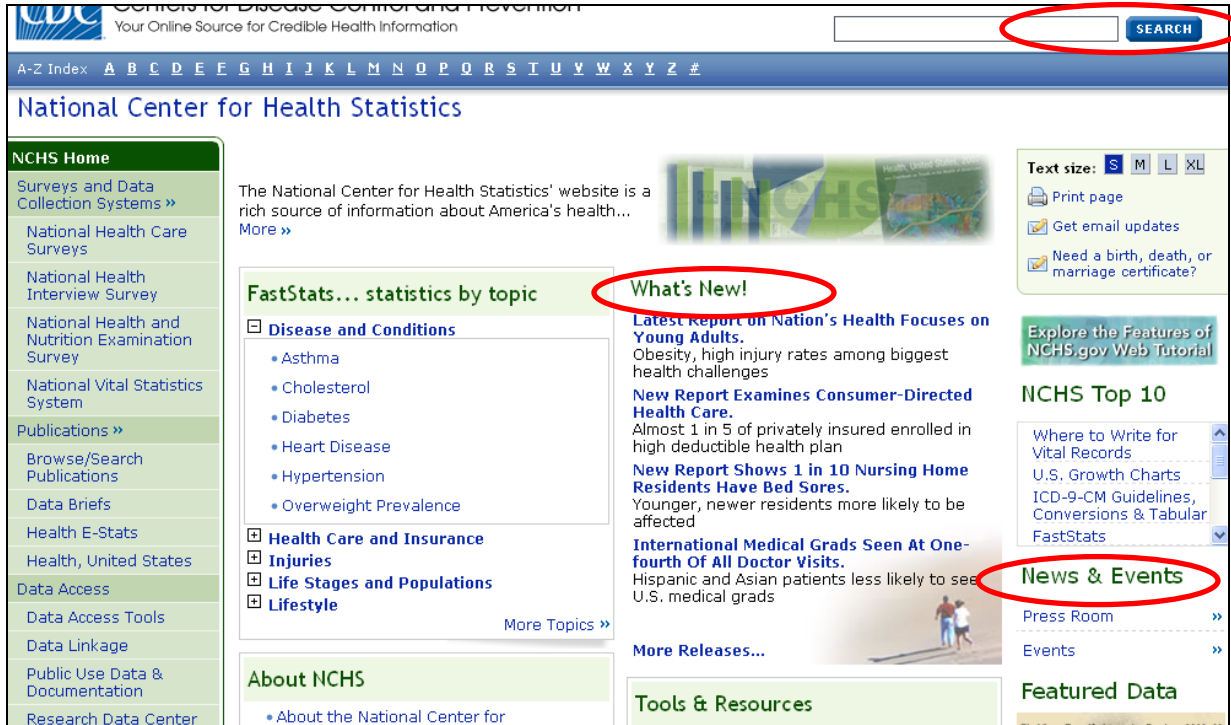 CDC Centers for Disease Control and Prevention
Your Online Source for Credible Health Information
SEARCH
A-Z Index A B C D E F G H I J K L M N O P Q R S T U V W X Y Z #
National Center for Health Statistics
NCHS Home
Surveys and Data
Collection Systems »
National Health Care
Surveys
National Health
Interview Survey
National Health and
Nutrition Examination
Survey
National Vital Statistics
System
Publications »
Browse/Search
Publications
Data Briefs
Health E-Stats
Health, United States
Data Access
Data Access Tools
Data Linkage
Public Use Data &
Documentation
Research Data Center
The National Center for Health Statistics' website is a
rich source of information about America's health...
More »
NCHS
FastStats... statistics by topic
Disease and Conditions
• Asthma
• Cholesterol
• Diabetes
• Heart Disease
• Hypertension
• Overweight Prevalence
Health Care and Insurance
Injuries
Life Stages and Populations
Lifestyle
More Topics »
About NCHS
• About the National Center for
What's New!
Latest Report on Nation's Health Focuses on
Young Adults.
Obesity, high injury rates among biggest
health challenges
New Report Examines Consumer-Directed
Health Care.
Almost 1 in 5 of privately insured enrolled in
high deductible health plan
New Report Shows 1 in 10 Nursing Home
Residents Have Bed Sores.
Younger, newer residents more likely to be
affected
International Medical Grads Seen At One-
fourth Of All Doctor Visits.
Hispanic and Asian patients less likely to see
U.S. medical grads
More Releases...
Tools & Resources
Text size: S M L XL
Print page
Get email updates
Need a birth, death, or
marriage certificate?
Explore the Features of
NCHS.gov Web Tutorial
NCHS Top 10
Where to Write for
Vital Records
U.S. Growth Charts
ICD-9-CM Guidelines,
Conversions & Tabular
FastStats
News & Events
Press Room »
Events »
Featured Data